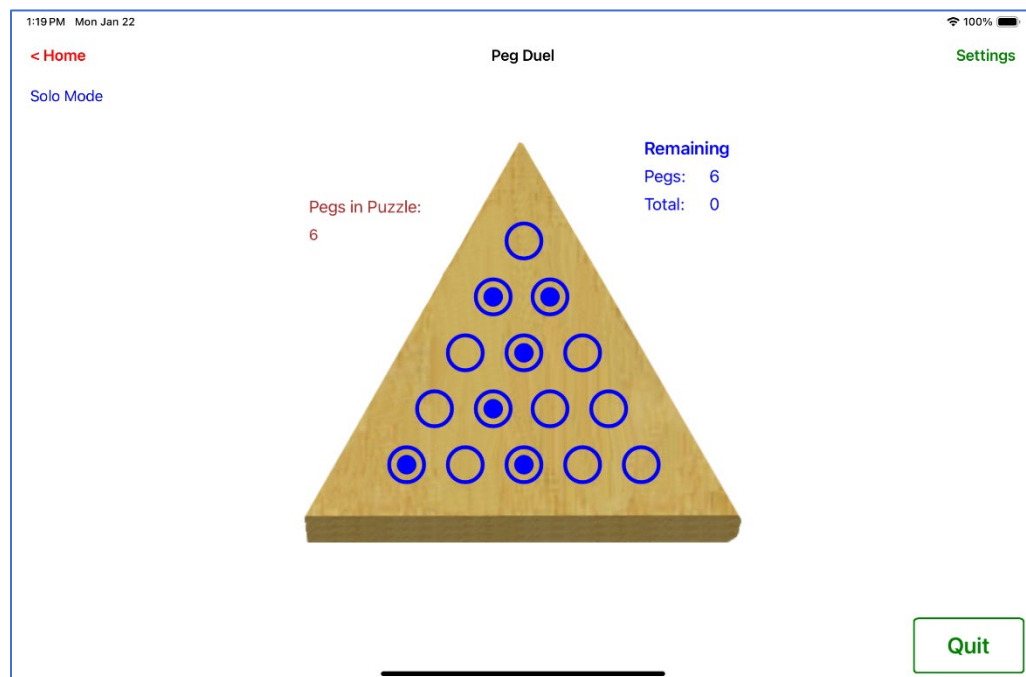 1:19 PM Mon Jan 22
100%
< Home
Peg Duel
Settings
Solo Mode
Remaining
Pegs: 6
Total: 0
Pegs in Puzzle:
6
Quit